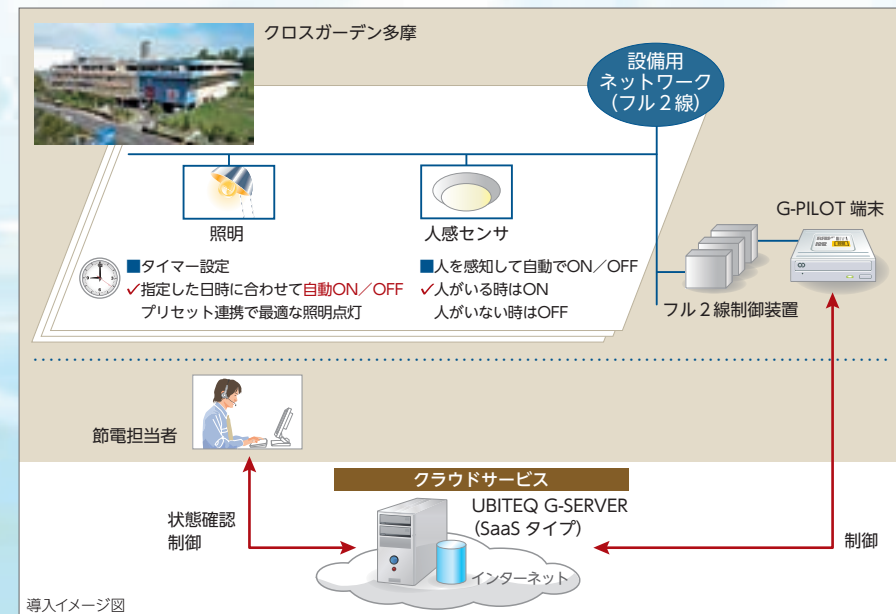 クロスガーデン多摩
設備用
ネットワーク
(フル2線)
照明
人感センサ
G-PILOT 端末
■タイマー設定
✓指定した日時に合わせて自動ON/OFF
プリセット連携で最適な照明点灯
■人を感知して自動でON/OFF
✓人がいる時はON
人がいない時はOFF
フル2線制御装置
節電担当者
クラウドサービス
UBITEQ G-SERVER
(SaaS タイプ)
状態確認
制御
制御
インターネット
導入イメージ図